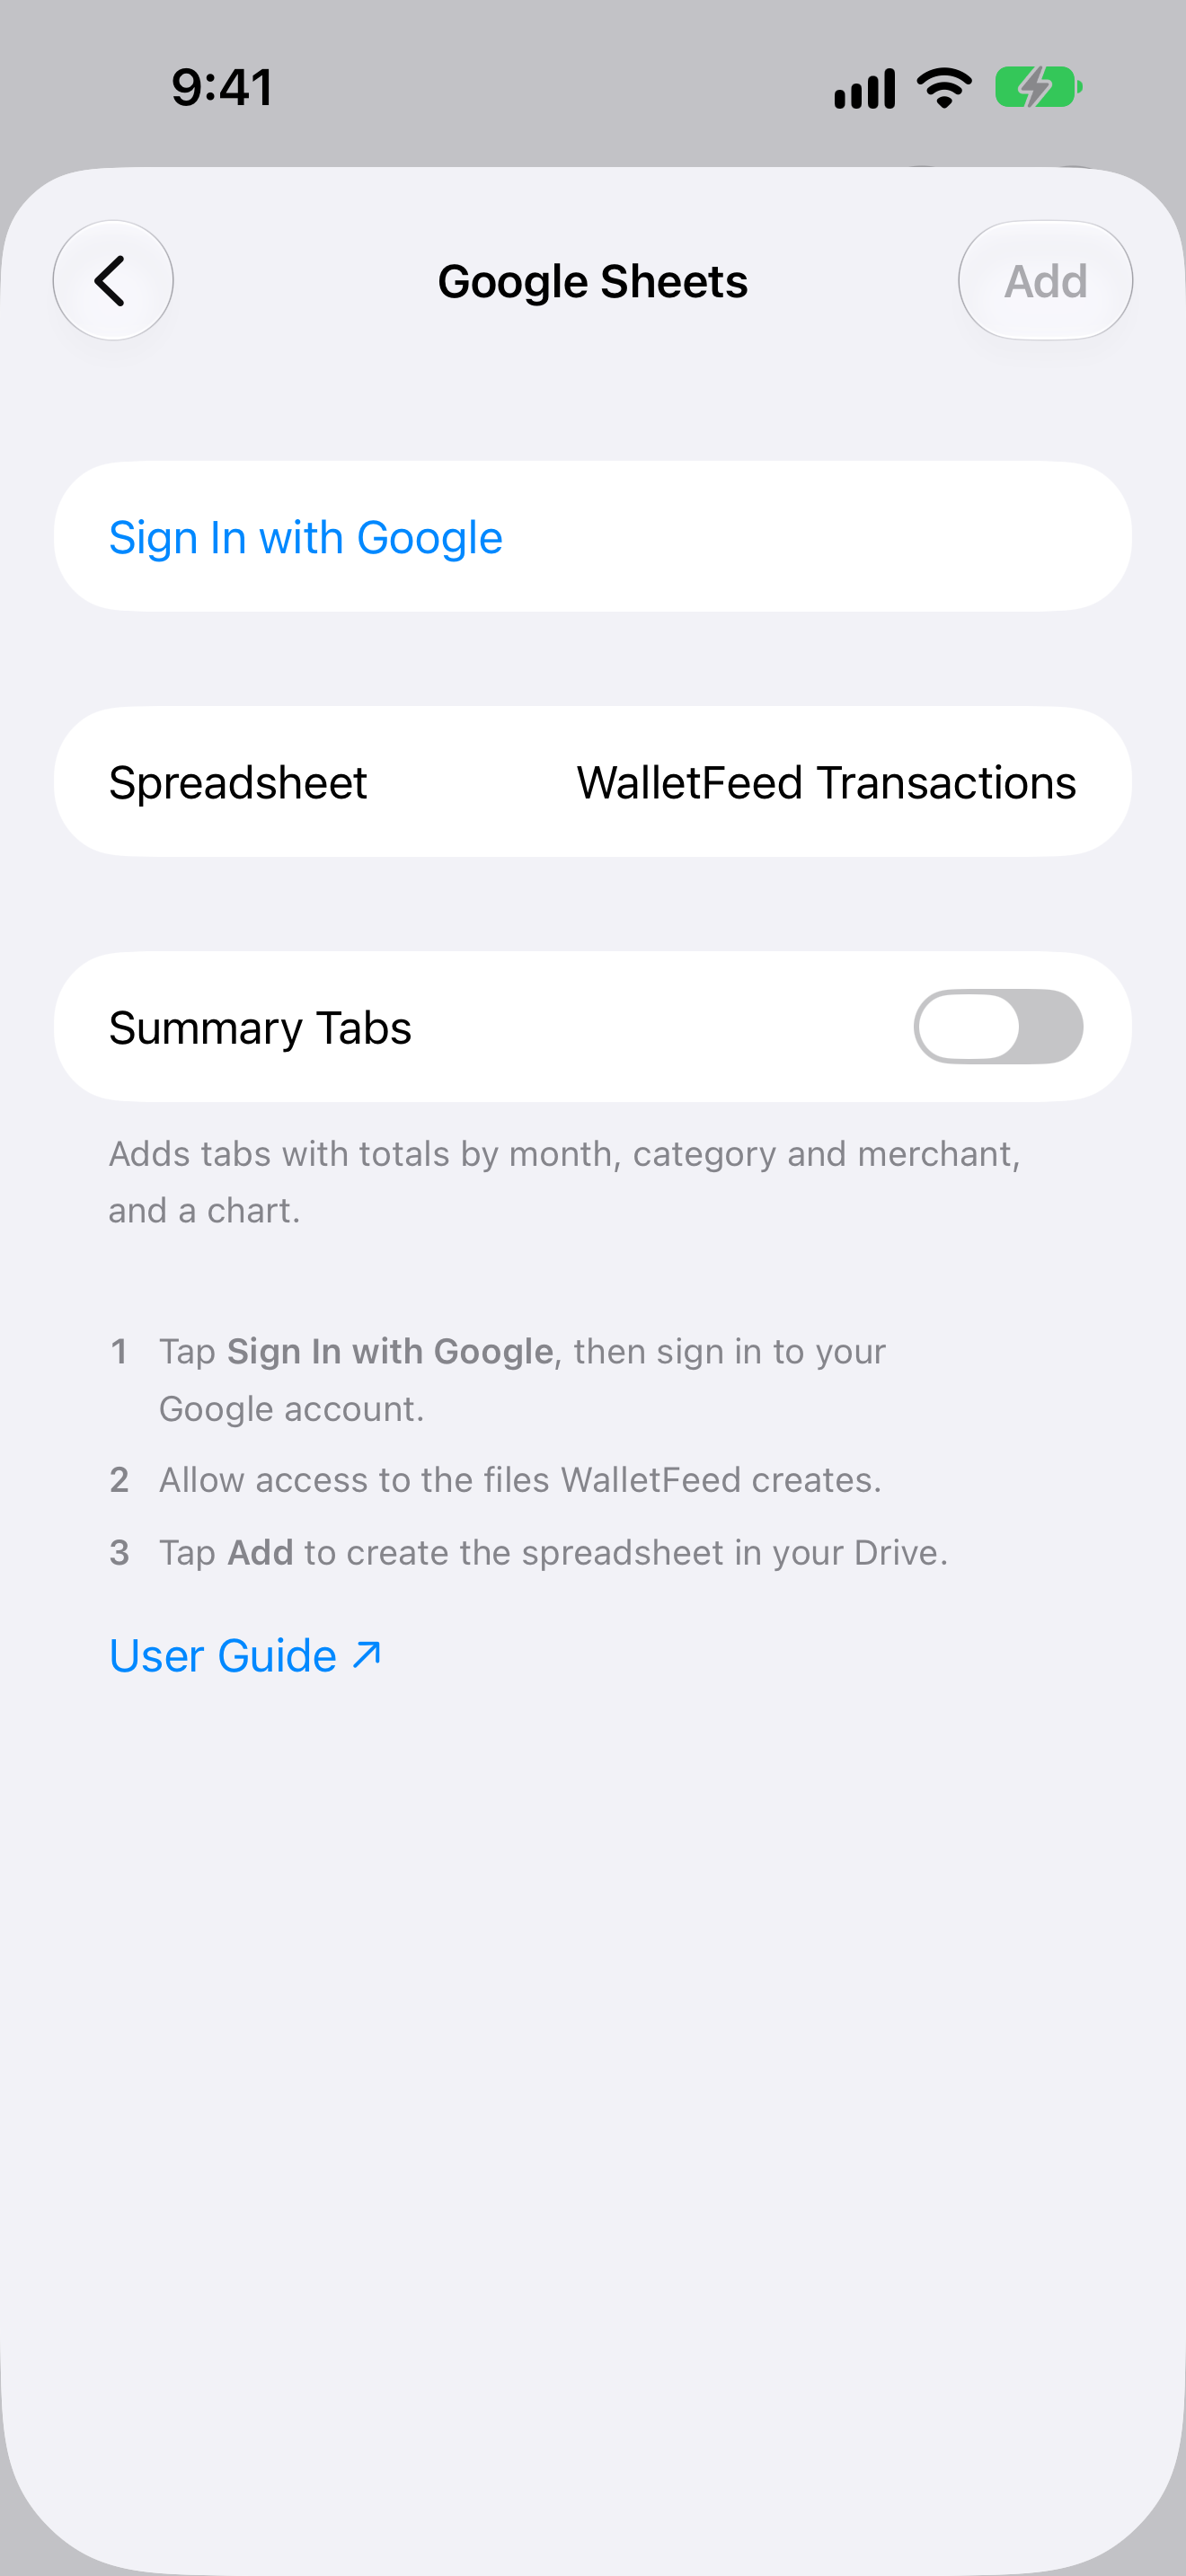 9:41
Google Sheets
Add
Sign In with Google
Spreadsheet WalletFeed Transactions
Summary Tabs
Adds tabs with totals by month, category and merchant,
and a chart.
1 Tap Sign In with Google, then sign in to your
Google account.
2 Allow access to the files WalletFeed creates.
3 Tap Add to create the spreadsheet in your Drive.
User Guide ↗